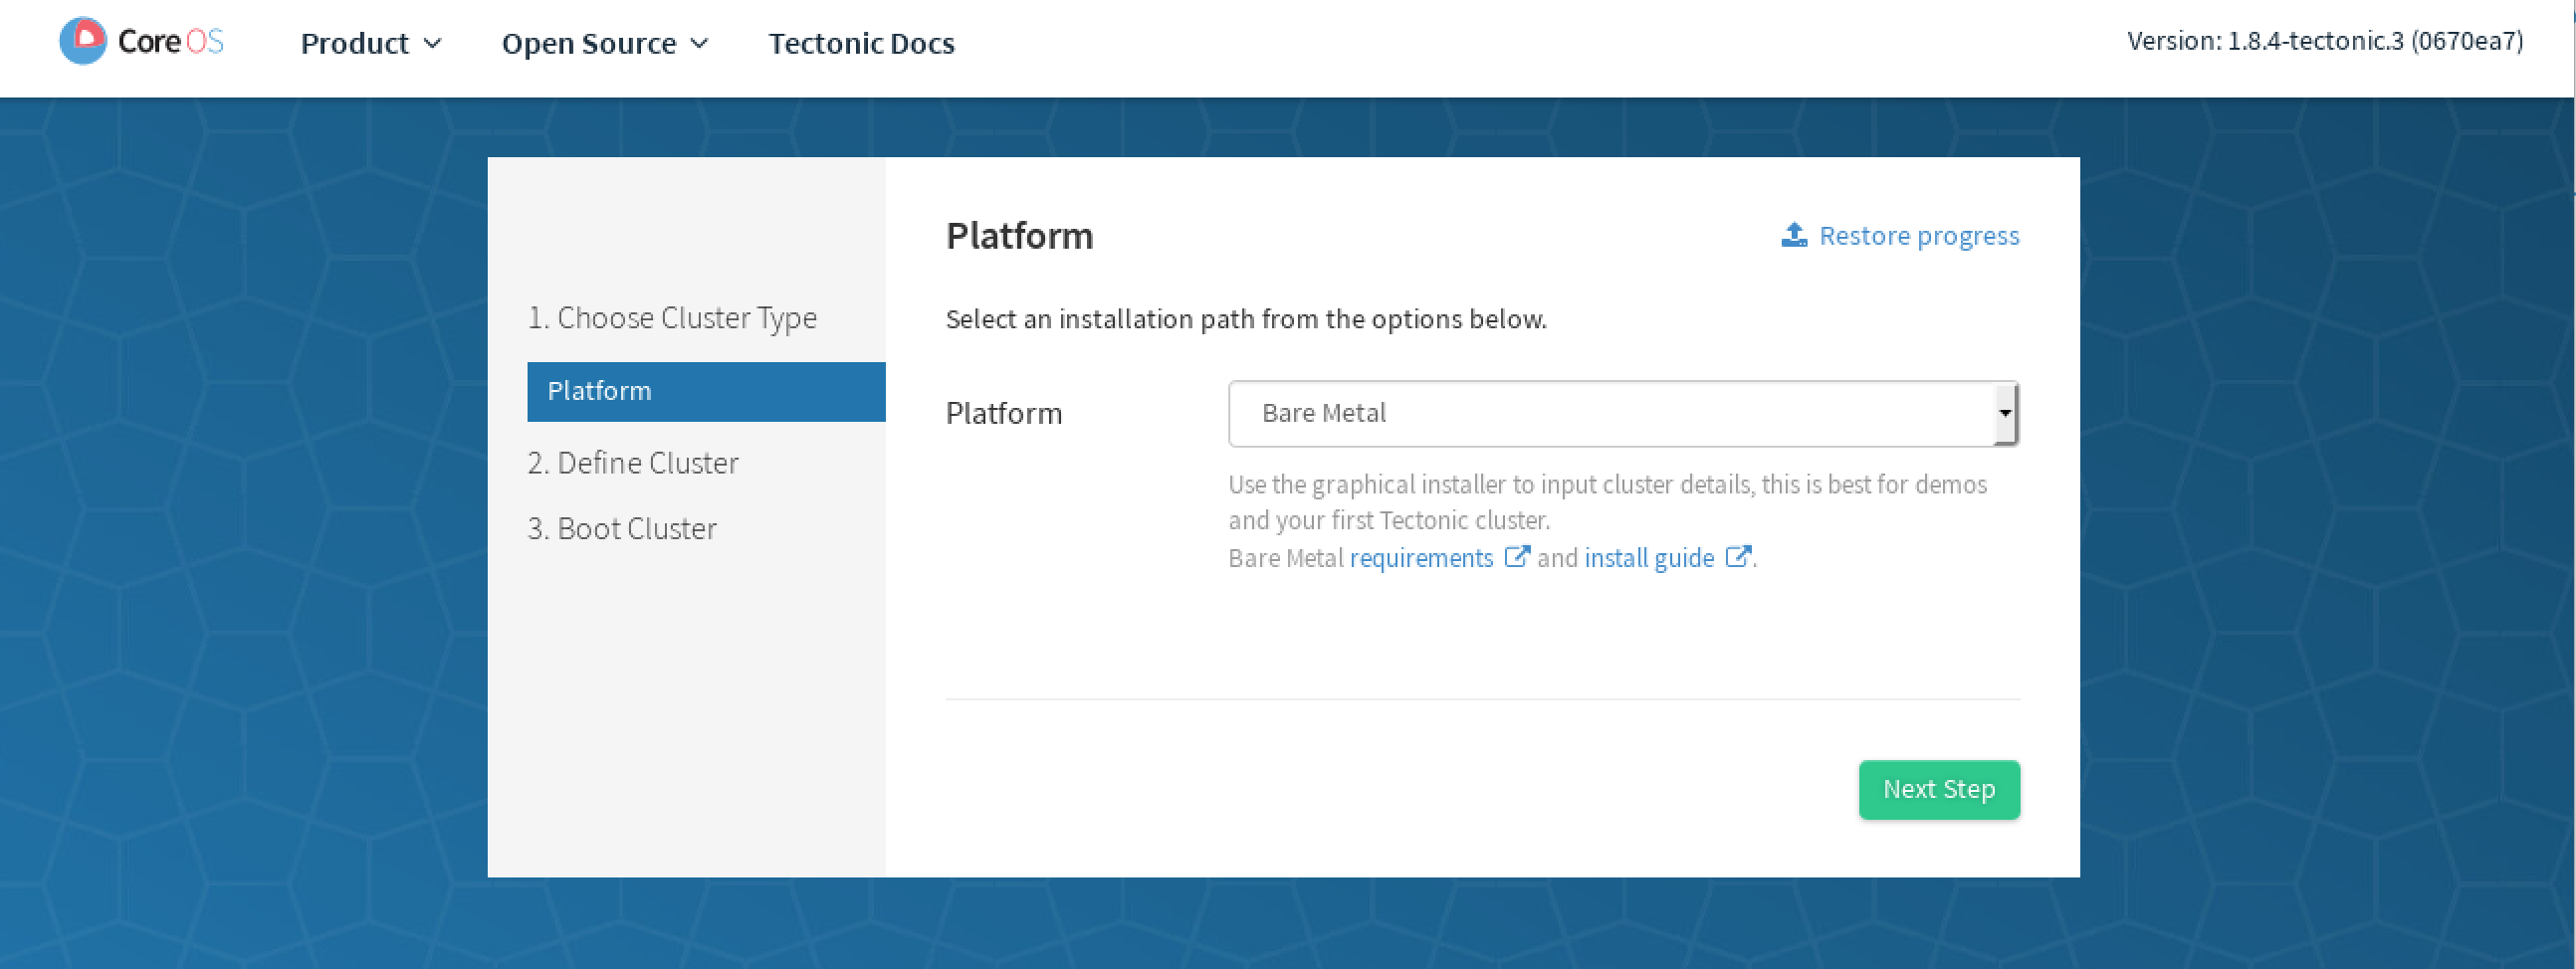 Core OS
Product
Open Source
Tectonic Docs
Version: 1.8.4-tectonic.3 (0670ea7)
1. Choose Cluster Type
Platform
2. Define Cluster
3. Boot Cluster
Platform
Restore progress
Select an installation path from the options below.
Platform
Bare Metal
Use the graphical installer to input cluster details, this is best for demos
and your first Tectonic cluster.
Bare Metal requirements and install guide .
Next Step